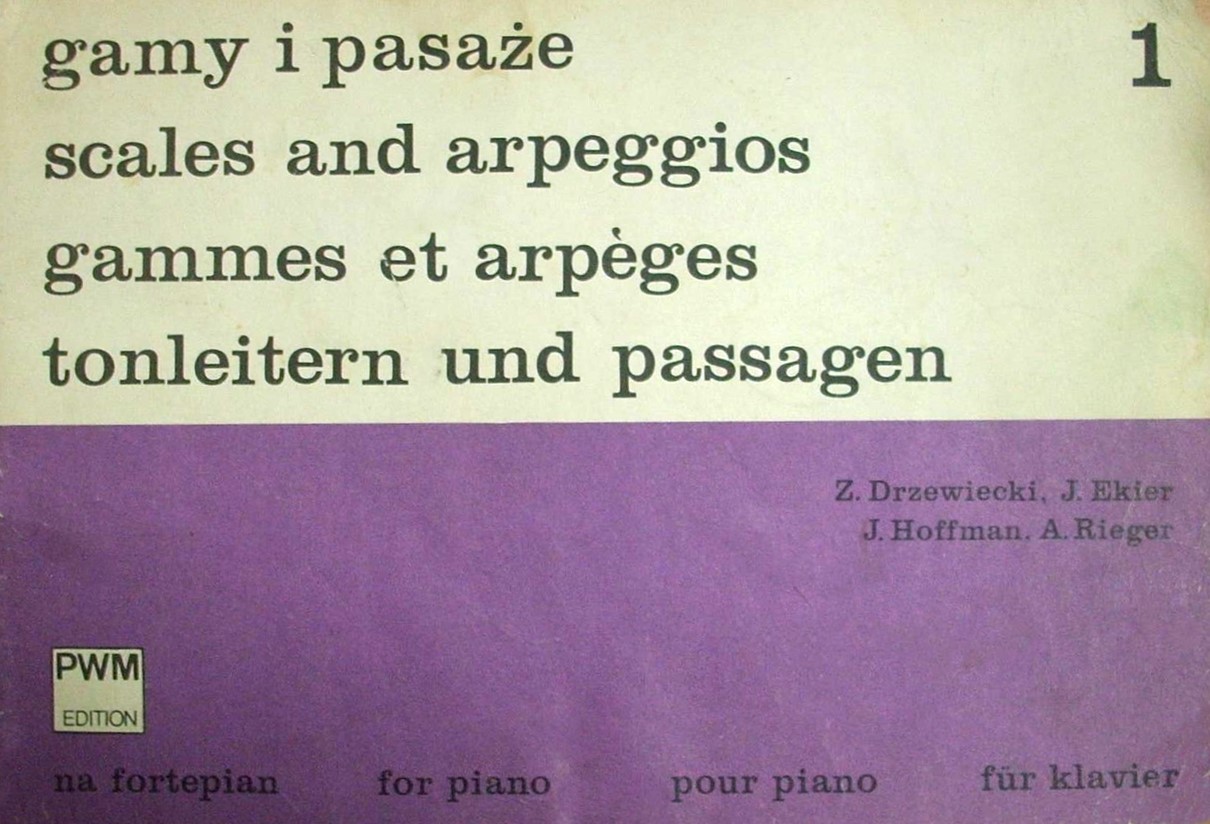 gamy i pasaże
1
scales and arpeggios
gammes et arpèges
tonleitern und passagen
Z. Drzewiecki, J. Ekier
J. Hoffman. A. Rieger
PWM
EDITION
na fortepian for piano pour piano für klavier